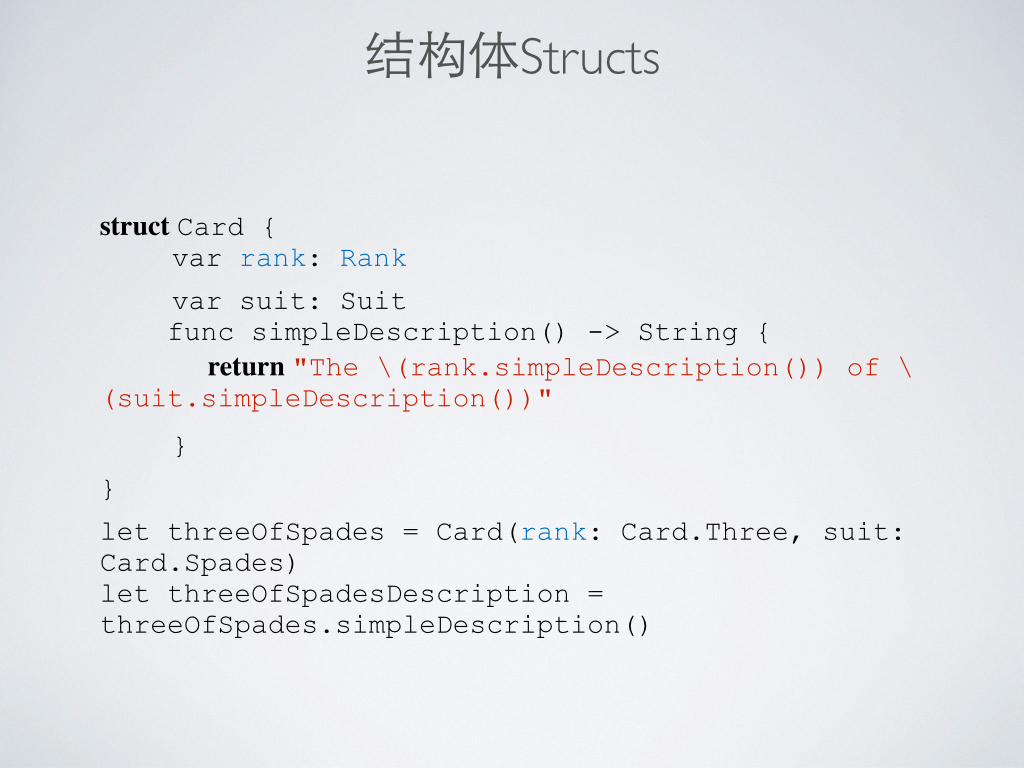 结构体Structs
struct Card {
var rank: Rank
var suit: Suit
func simpleDescription() -> String {
return "The \(rank.simpleDescription()) of \
(suit.simpleDescription())"
}
}
let threeOfSpades = Card(rank: Card.Three, suit:
Card.Spades)
let threeOfSpadesDescription =
threeOfSpades.simpleDescription()